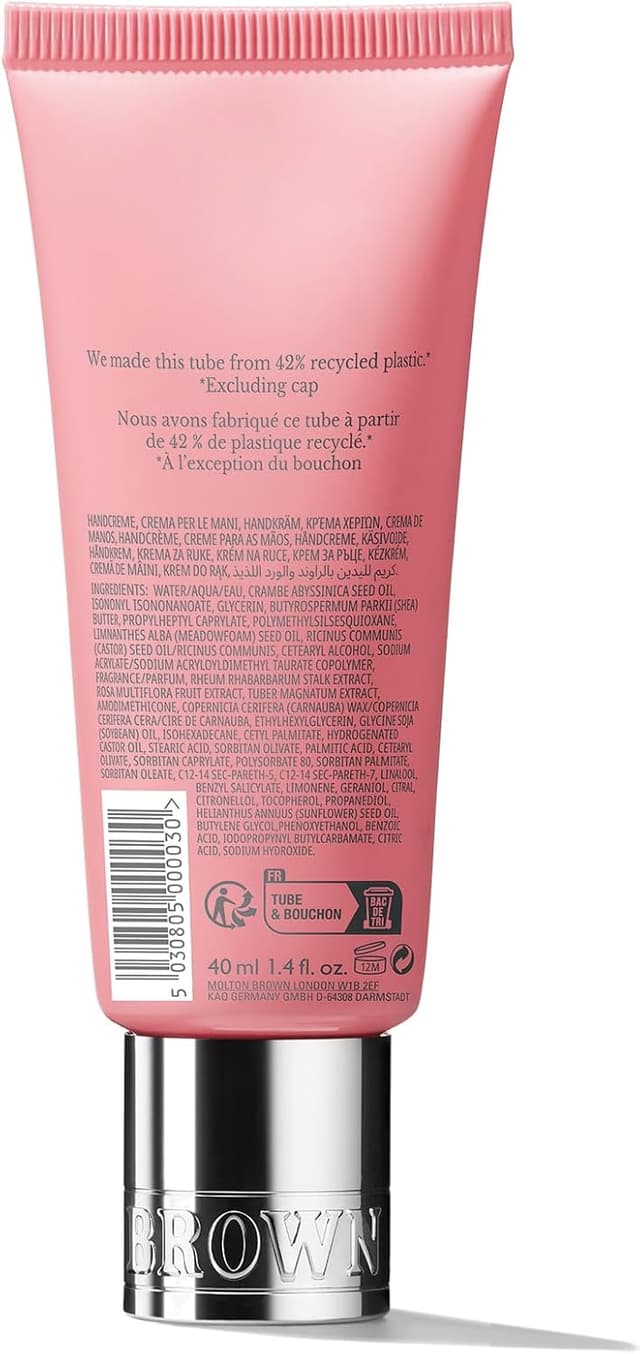 We made this tube from 42% recycled plastic.*
*Excluding cap
Nous avons fabriqué ce tube à partir
de 42 % de plastique recyclé.*
*À l'exception du bouchon
HANDCREME, CREMA PER LE MANI, HANDKRÄM, ΚΡΈΜΑ ΧΕΡΙΏΝ, CREMA DE
MANOS, HANDCRÈME, CREME PARA AS MÃOS, HÅNDCREME, KÄSIVOIDE,
HÅNDKREM, KREMA ZA RUKE, KRÉM NA RUCE, КРЕМ ЗА РЪЦЕ, KÉZKRÉM,
CREMĂ DE MÂINI, KREM DO RĄK, كريم لليدين بالراوند والورد اللذيذ.
INGREDIENTS: WATER/AQUA/EAU, CRAMBE ABYSSINICA SEED OIL,
ISONONYL ISONONANOATE, GLYCERIN, BUTYROSPERMUM PARKII (SHEA)
BUTTER, PROPYLHEPTYL CAPRYLATE, POLYMETHYLSILSESQUIOXANE,
LIMNANTHES ALBA (MEADOWFOAM) SEED OIL, RICINUS COMMUNIS
(CASTOR) SEED OIL/RICINUS COMMUNIS, CETEARYL ALCOHOL, SODIUM
ACRYLATE/SODIUM ACRYLOYLDIMETHYL TAURATE COPOLYMER,
FRAGRANCE/PARFUM, RHEUM RHABARBARUM STALK EXTRACT,
ROSA MULTIFLORA FRUIT EXTRACT, TUBER MAGNATUM EXTRACT,
AMODIMETHICONE, COPERNICIA CERIFERA (CARNAUBA) WAX/COPERNICIA
CERIFERA CERA/CIRE DE CARNAUBA, ETHYLHEXYLGLYCERIN, GLYCINE SOJA
(SOYBEAN) OIL, ISOHEXADECANE, CETYL PALMITATE, HYDROGENATED
CASTOR OIL, STEARIC ACID, SORBITAN OLIVATE, PALMITIC ACID, CETEARYL
OLIVATE, SORBITAN CAPRYLATE, POLYSORBATE 80, SORBITAN PALMITATE,
SORBITAN OLEATE, C12-14 SEC-PARETH-5, C12-14 SEC-PARETH-7, LINALOOL,
BENZYL SALICYLATE, LIMONENE, GERANIOL, CITRAL,
CITRONELLOL, TOCOPHEROL, PROPANEDIOL,
HELIANTHUS ANNUUS (SUNFLOWER) SEED OIL,
BUTYLENE GLYCOL,PHENOXYETHANOL, BENZOIC
ACID, IODOPROPYNYL BUTYLCARBAMATE, CITRIC
ACID, SODIUM HYDROXIDE.
5 030805 000030 >
FR
TUBE
& BOUCHON
BAC
DE
TRI
40 ml 1.4 fl. oz.
12M
MOLTON BROWN LONDON W1B 2EF
KAO GERMANY GMBH D-64308 DARMSTADT
BROWN